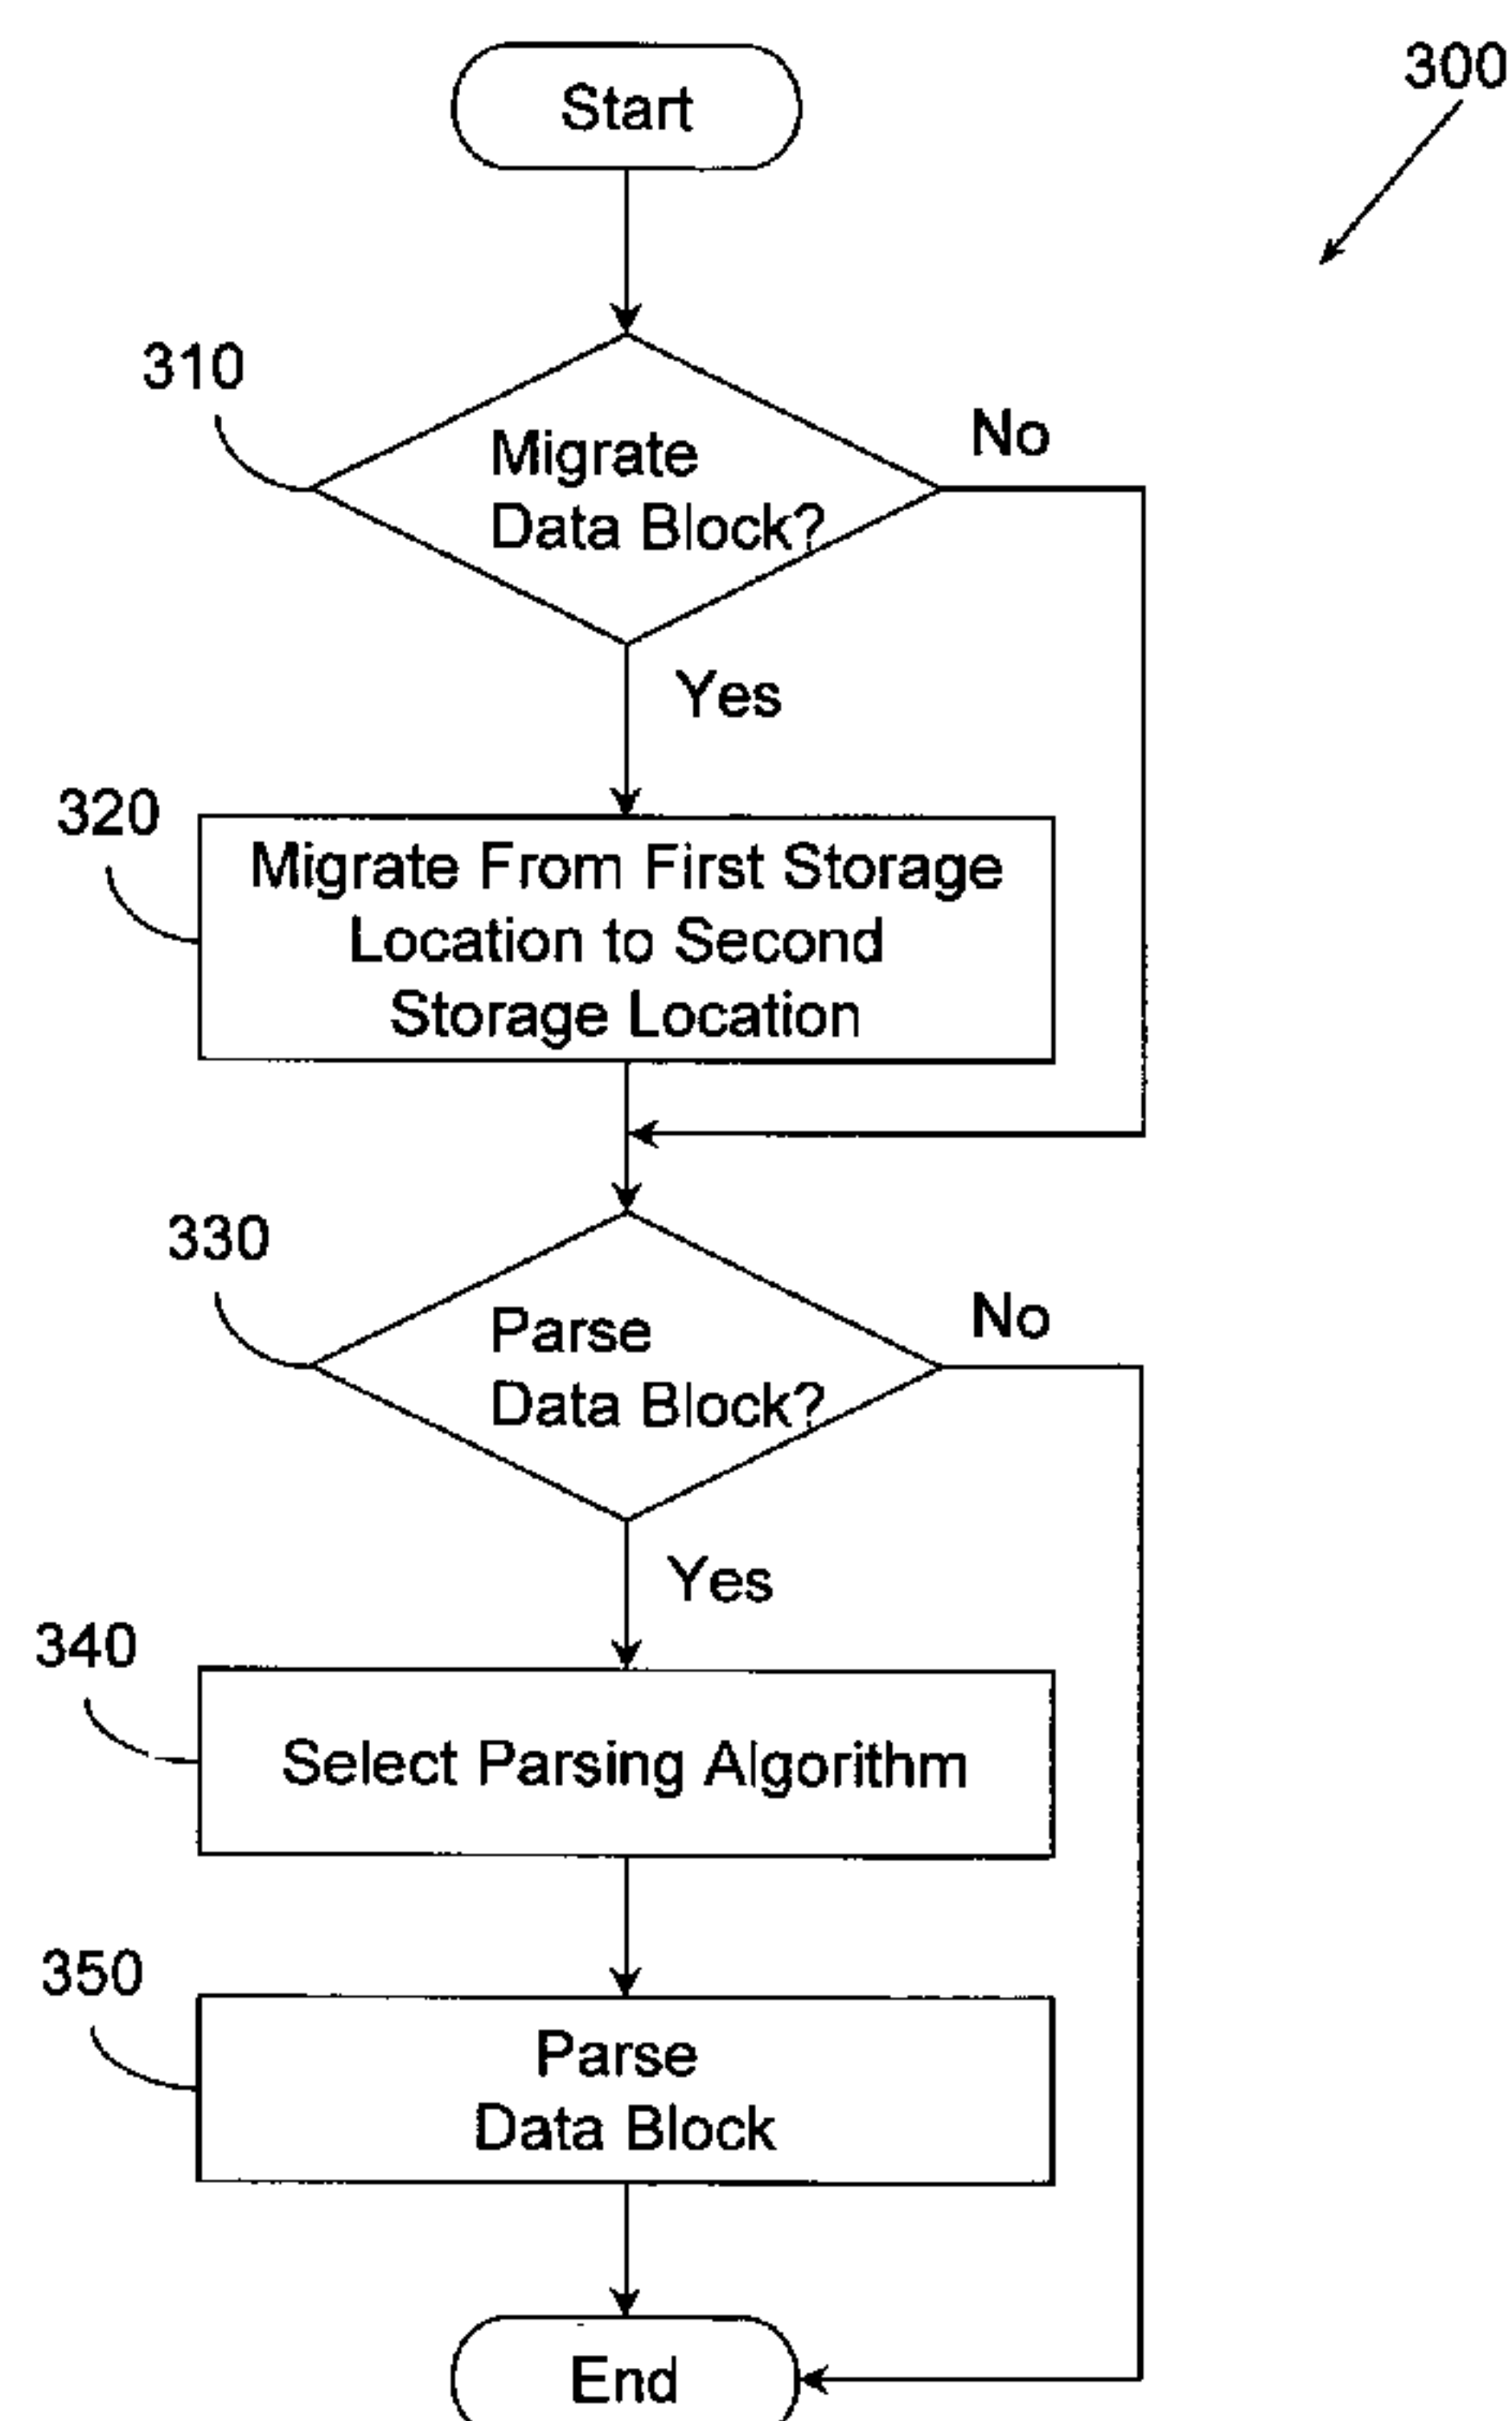 Start
300
310
Migrate
Data Block?
No
Yes
320
Migrate From First Storage
Location to Second
Storage Location
330
Parse
Data Block?
No
Yes
340
Select Parsing Algorithm
350
Parse
Data Block
End